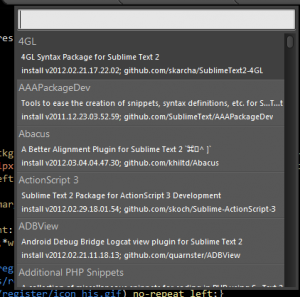 4GL
4GL Syntax Package for Sublime Text 2
install v2012.02.21.17.22.02; github.com/skarcha/SublimeText2-4GL
AAAPackageDev
Tools to ease the creation of snippets, syntax definitions, etc. for S...T...t
install v2011.12.23.03.52.59; github.com/SublimeText/AAAPackageDev
Abacus
A Better Alignment Plugin for Sublime Text 2
install v2012.03.04.04.47.30; github.com/khiltd/Abacus
ActionScript 3
Sublime Text 2 Package for ActionScript 3 Development
install v2012.02.29.18.01.54; github.com/skoch/Sublime-ActionScript-3
ADBView
Android Debug Bridge Logcat view plugin for Sublime Text 2
install v2012.02.21.11.18.13; github.com/quarnster/ADBView
Additional PHP Snippets
/register/icon_his.gif) no-repeat left;}